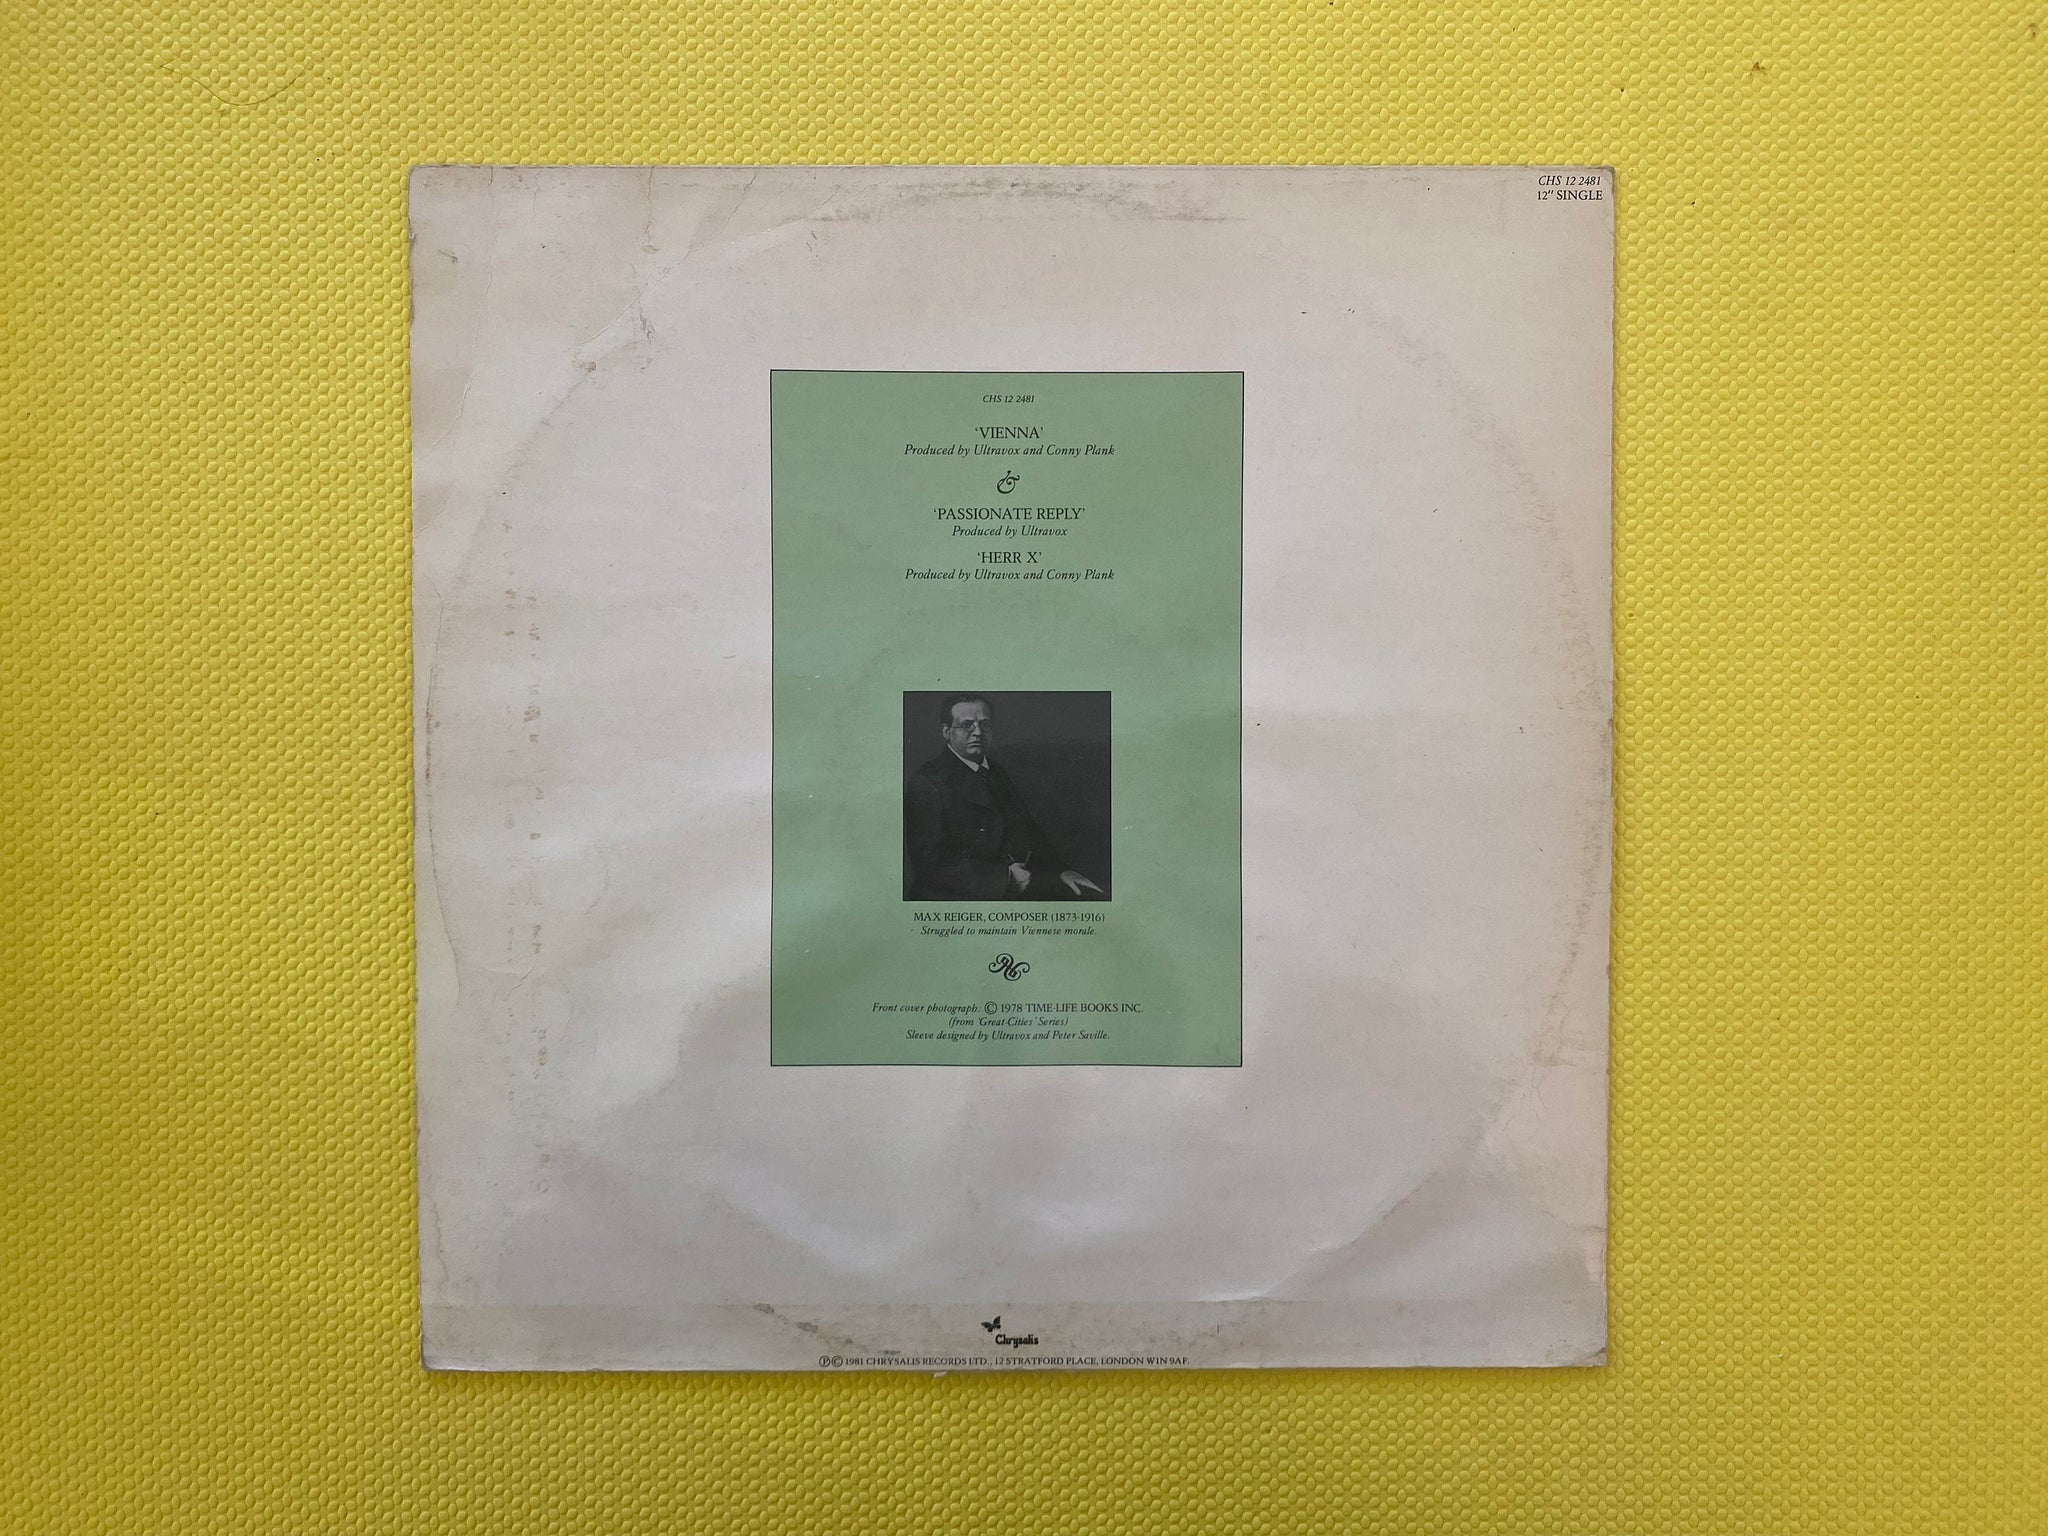 CHS 12 2481
12" SINGLE
CHS 12 2481
‘VIENNA’
Produced by Ultravox and Conny Plank
&
‘PASSIONATE REPLY’
Produced by Ultravox
‘HERR X’
Produced by Ultravox and Conny Plank
MAX REIGER, COMPOSER (1873-1916)
Struggled to maintain Viennese morale.
Front cover photograph: © 1978 TIME-LIFE BOOKS INC.
(from ‘Great Cities’ Series)
Sleeve designed by Ultravox and Peter Saville.
Chrysalis
℗© 1981 CHRYSALIS RECORDS LTD., 12 STRATFORD PLACE, LONDON W1N 9AF.